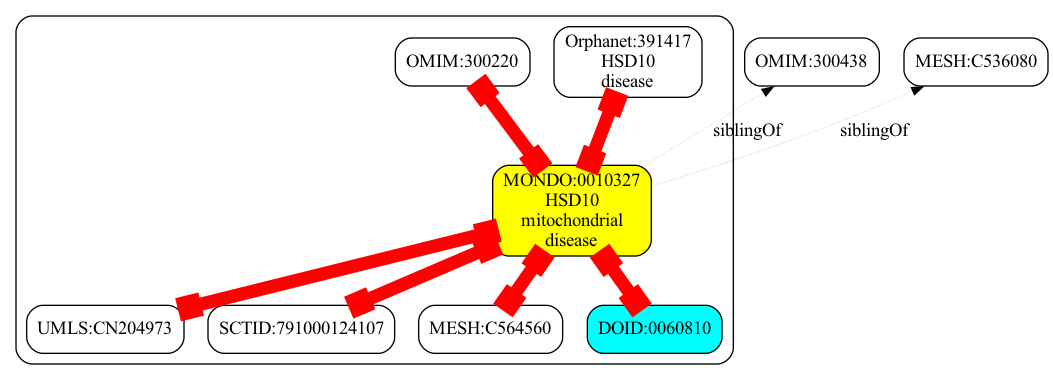 OMIM:300220
Orphanet:391417
HSD10
disease
OMIM:300438
MESH:C536080
siblingOf
siblingOf
MONDO:0010327
HSD10
mitochondrial
disease
UMLS:CN204973
SCTID:791000124107
MESH:C564560
DOID:0060810